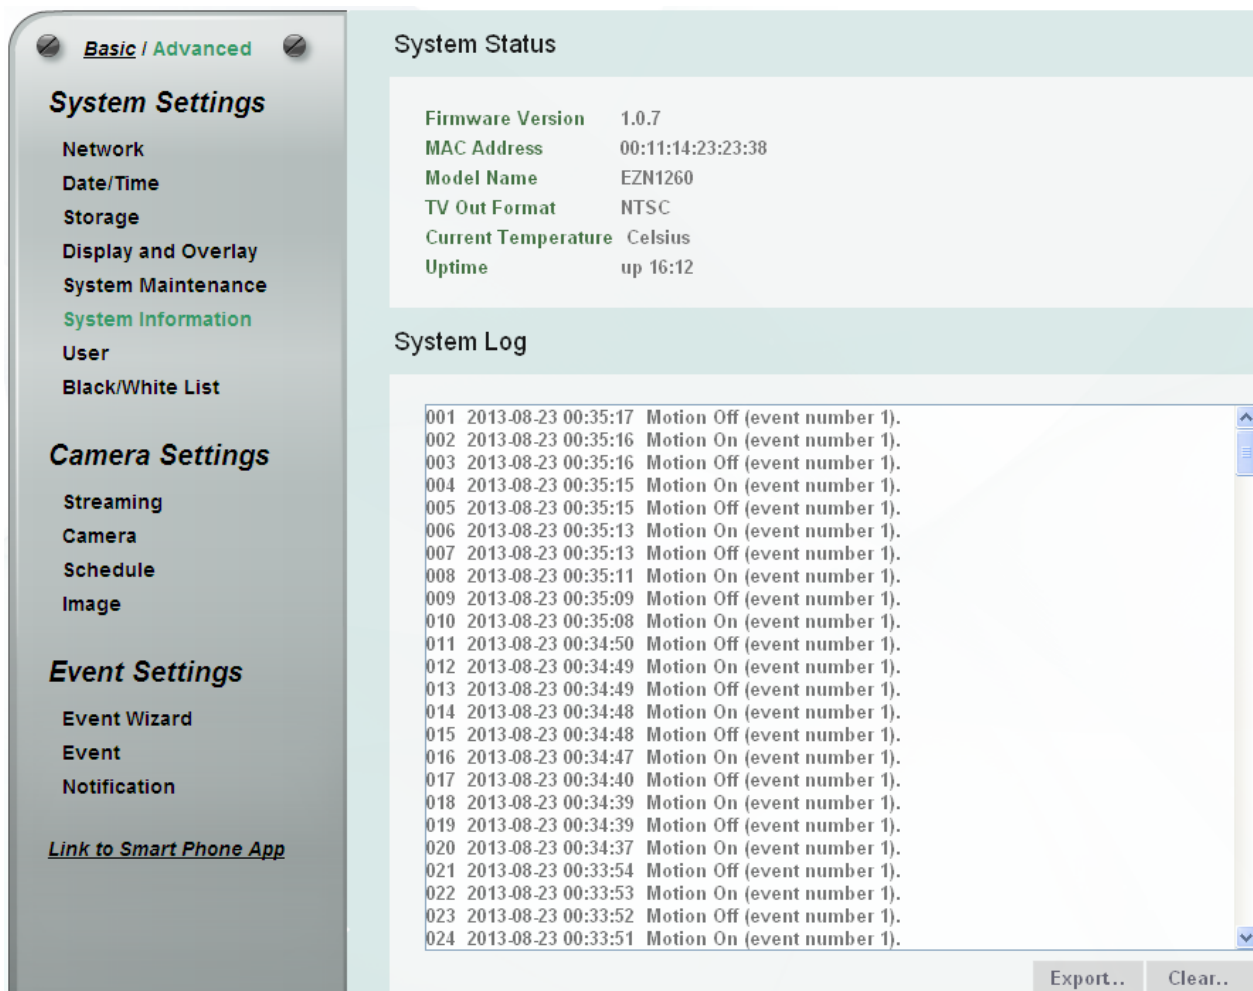 Basic / Advanced
System Settings
Network
Date/Time
Storage
Display and Overlay
System Maintenance
System Information
User
Black/White List
Camera Settings
Streaming
Camera
Schedule
Image
Event Settings
Event Wizard
Event
Notification
Link to Smart Phone App
System Status
Firmware Version 1.0.7
MAC Address 00:11:14:23:23:38
Model Name EZN1260
TV Out Format NTSC
Current Temperature Celsius
Uptime up 16:12
System Log
001 2013-08-23 00:35:17 Motion Off (event number 1).
002 2013-08-23 00:35:16 Motion On (event number 1).
003 2013-08-23 00:35:16 Motion Off (event number 1).
004 2013-08-23 00:35:15 Motion On (event number 1).
005 2013-08-23 00:35:15 Motion Off (event number 1).
006 2013-08-23 00:35:13 Motion On (event number 1).
007 2013-08-23 00:35:13 Motion Off (event number 1).
008 2013-08-23 00:35:11 Motion On (event number 1).
009 2013-08-23 00:35:09 Motion Off (event number 1).
010 2013-08-23 00:35:08 Motion On (event number 1).
011 2013-08-23 00:34:50 Motion Off (event number 1).
012 2013-08-23 00:34:49 Motion On (event number 1).
013 2013-08-23 00:34:49 Motion Off (event number 1).
014 2013-08-23 00:34:48 Motion On (event number 1).
015 2013-08-23 00:34:48 Motion Off (event number 1).
016 2013-08-23 00:34:47 Motion On (event number 1).
017 2013-08-23 00:34:40 Motion Off (event number 1).
018 2013-08-23 00:34:39 Motion On (event number 1).
019 2013-08-23 00:34:39 Motion Off (event number 1).
020 2013-08-23 00:34:37 Motion On (event number 1).
021 2013-08-23 00:33:54 Motion Off (event number 1).
022 2013-08-23 00:33:53 Motion On (event number 1).
023 2013-08-23 00:33:52 Motion Off (event number 1).
024 2013-08-23 00:33:51 Motion On (event number 1).
Export.. Clear..